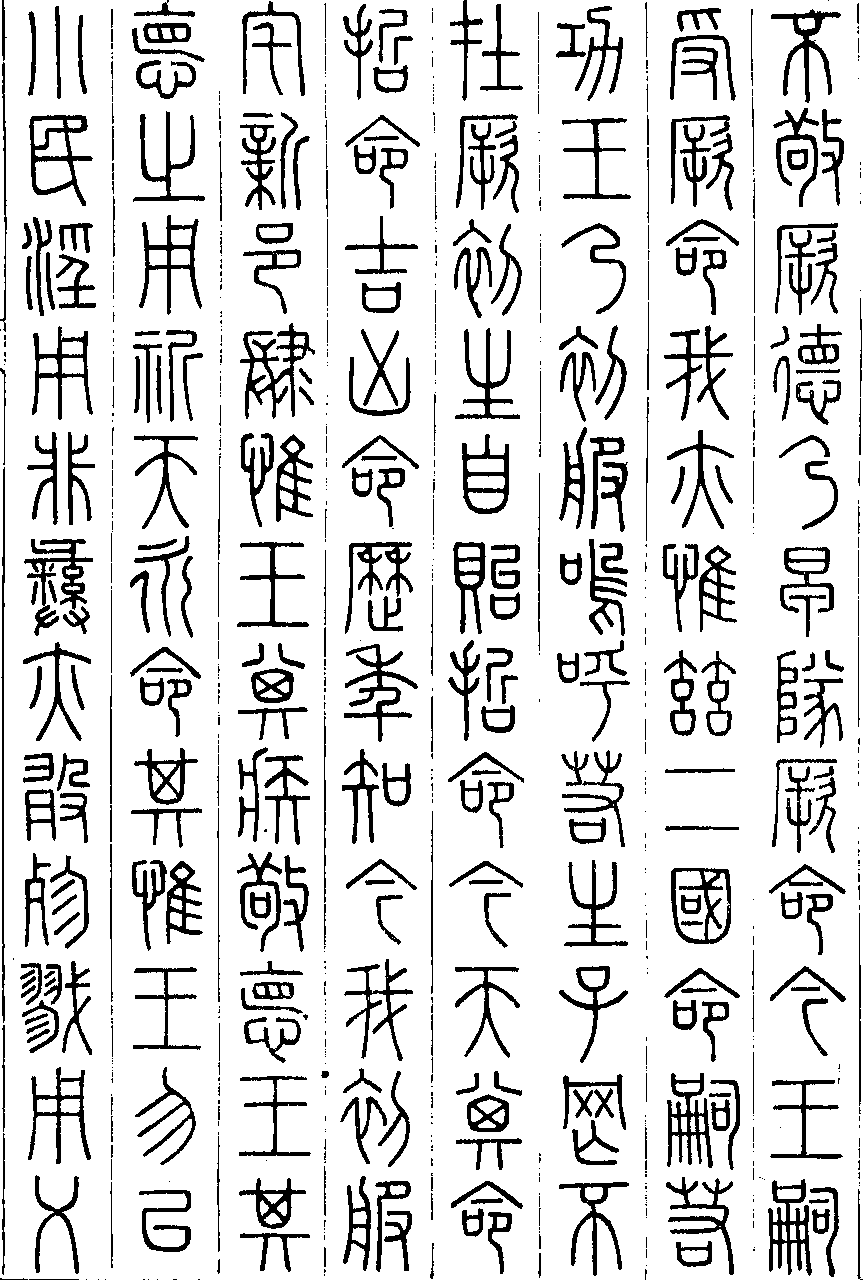 不敬厥德乃早隊厥命今王嗣
受厥命我亦惟茲二國命嗣若
功王乃初服嗚呼若生子罔不
在厥初生自貽哲命今天其命
哲命吉凶命歷年知今我初服
宅新邑肆惟王其疾敬德王其
德之用祈天永命其惟王勿以
小民淫用非彝亦敢殄戮用乂